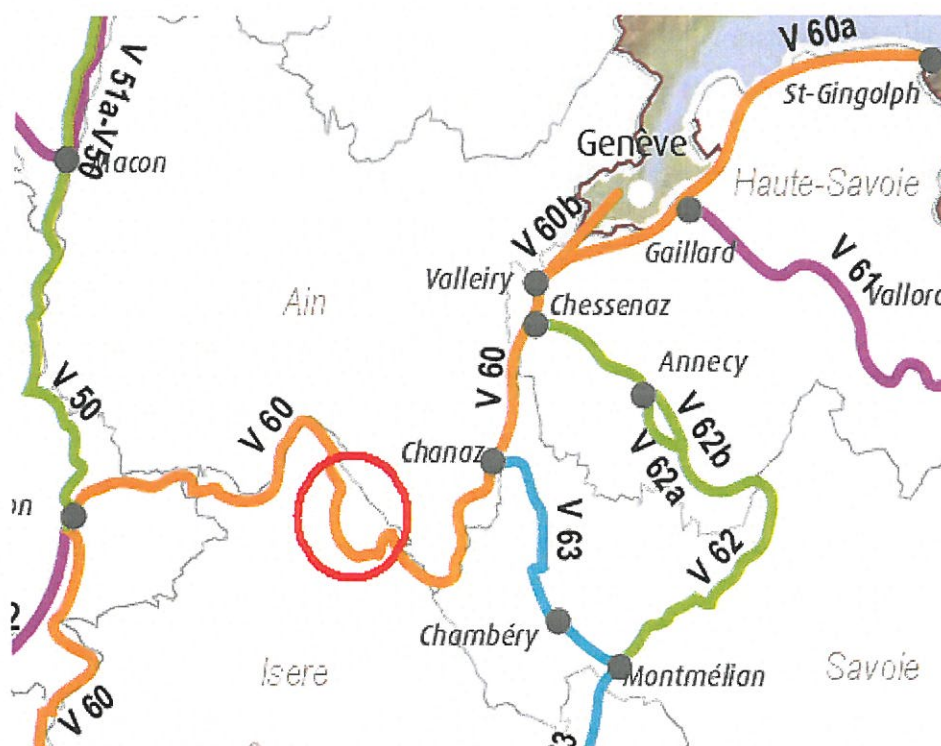 V 60a
St-Gingolph
V 51a-V50
Macon
Genève
Haute-Savoie
V 60b
Gaillard
V 61
Valleiry
Ain
Chessenaz
V 60
Annecy
V 50
V 60
V 62b
V 62a
Chanaz
V 63
V 62
Chambéry
Isere
Montmélian
Savoie
V 60